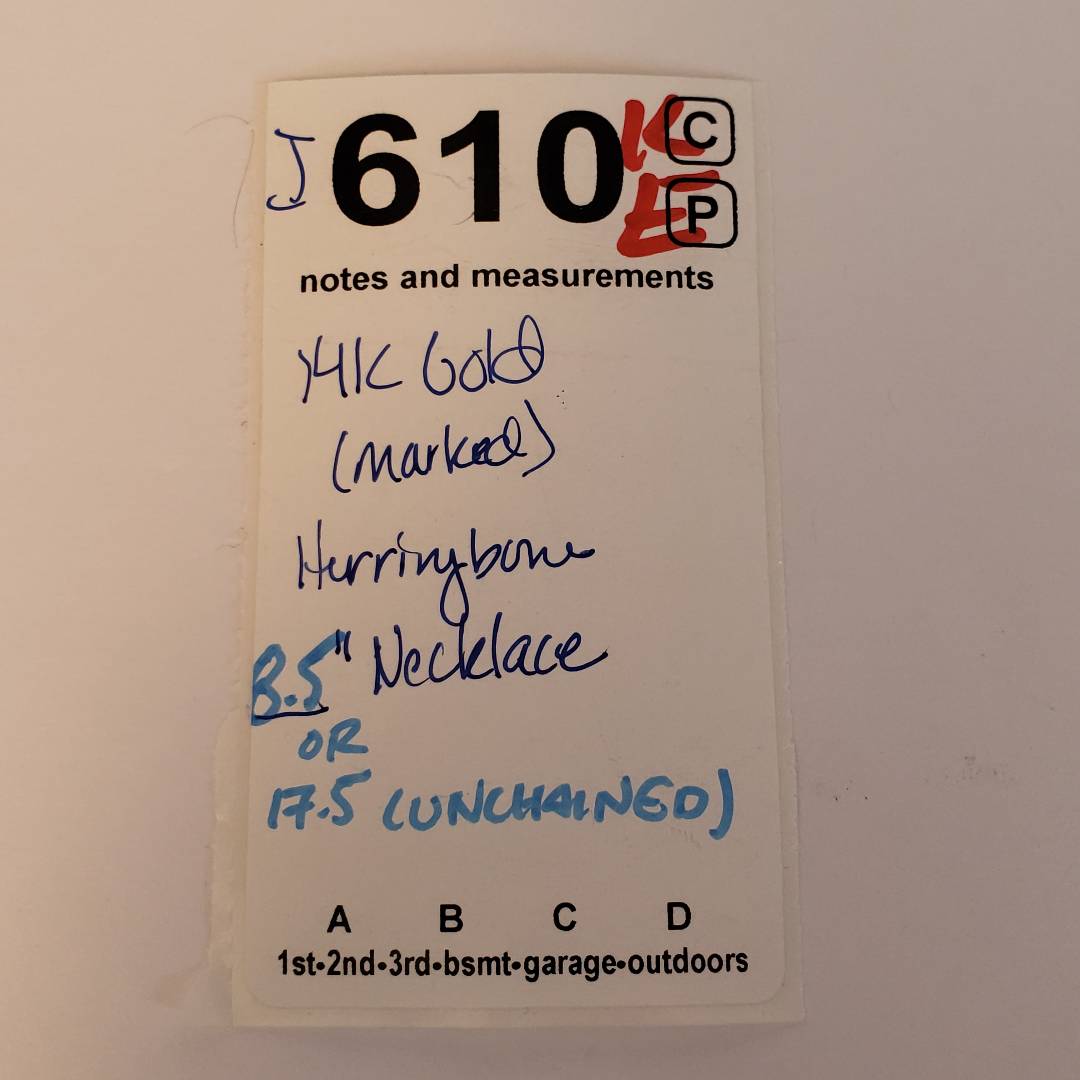 J 610 KE C P
notes and measurements
14K Gold
(marked)
Herringbone
8.5" Necklace
OR
17.5 (UNCHAINED)
A B C D
1st•2nd•3rd•bsmt•garage•outdoors